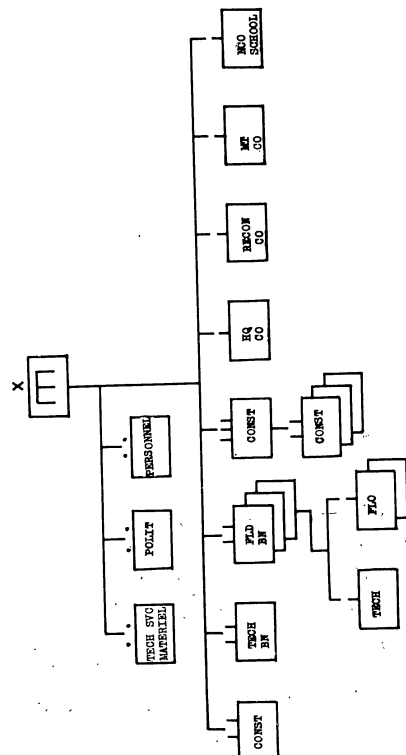 X
TECH SVC
MATERIEL
POLIT
PERSONNEL
CONST
TECH
BN
FLD
BN
CONST
HQ
CO
RECON
CO
MT
CO
NCO
SCHOOL
TECH
FLO
CONST